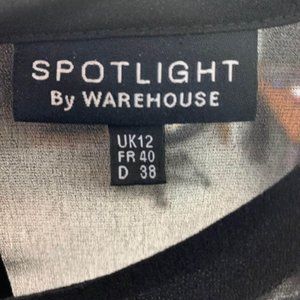 SPOTLIGHT
By WAREHOUSE
UK12
FR 40
D 38